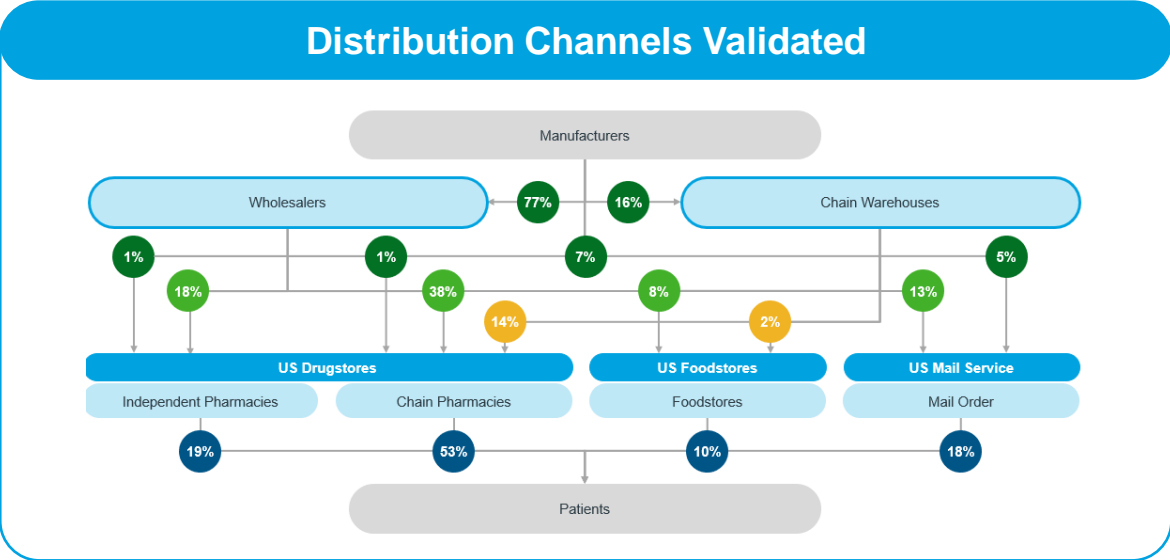 Distribution Channels Validated
Manufacturers
Wholesalers
77%
16%
Chain Warehouses
1%
1%
7%
5%
18%
38%
8%
13%
14%
2%
US Drugstores
US Foodstores
US Mail Service
Independent Pharmacies
Chain Pharmacies
Foodstores
Mail Order
19%
53%
10%
18%
Patients